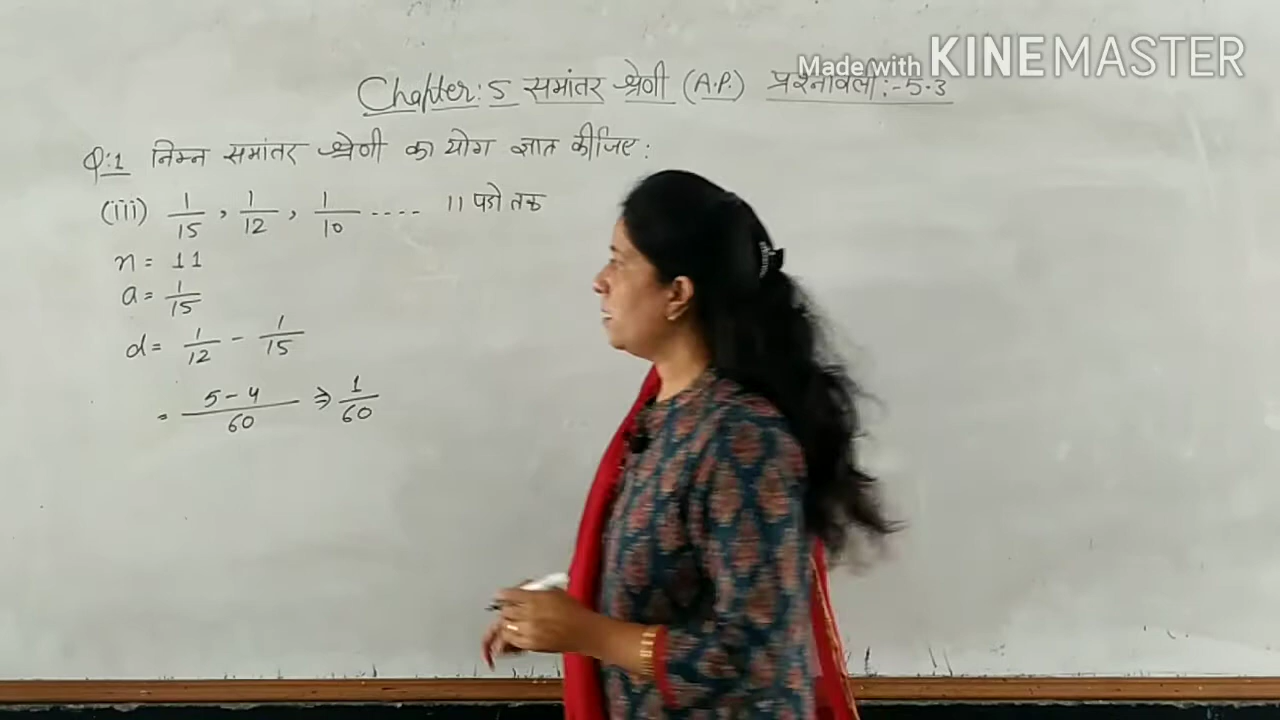 Made with KINEMASTER
Chapter: 5 समांतर श्रेणी (A.P.) प्रश्नावली:-5.3
Q:1 निम्न समांतर श्रेणी का योग ज्ञात कीजिए:
(iii) 1/15, 1/12, 1/10 .... 11 पदो तक
n = 11
a = 1/15
d = 1/12 - 1/15
= 5-4/60 ⇒ 1/60